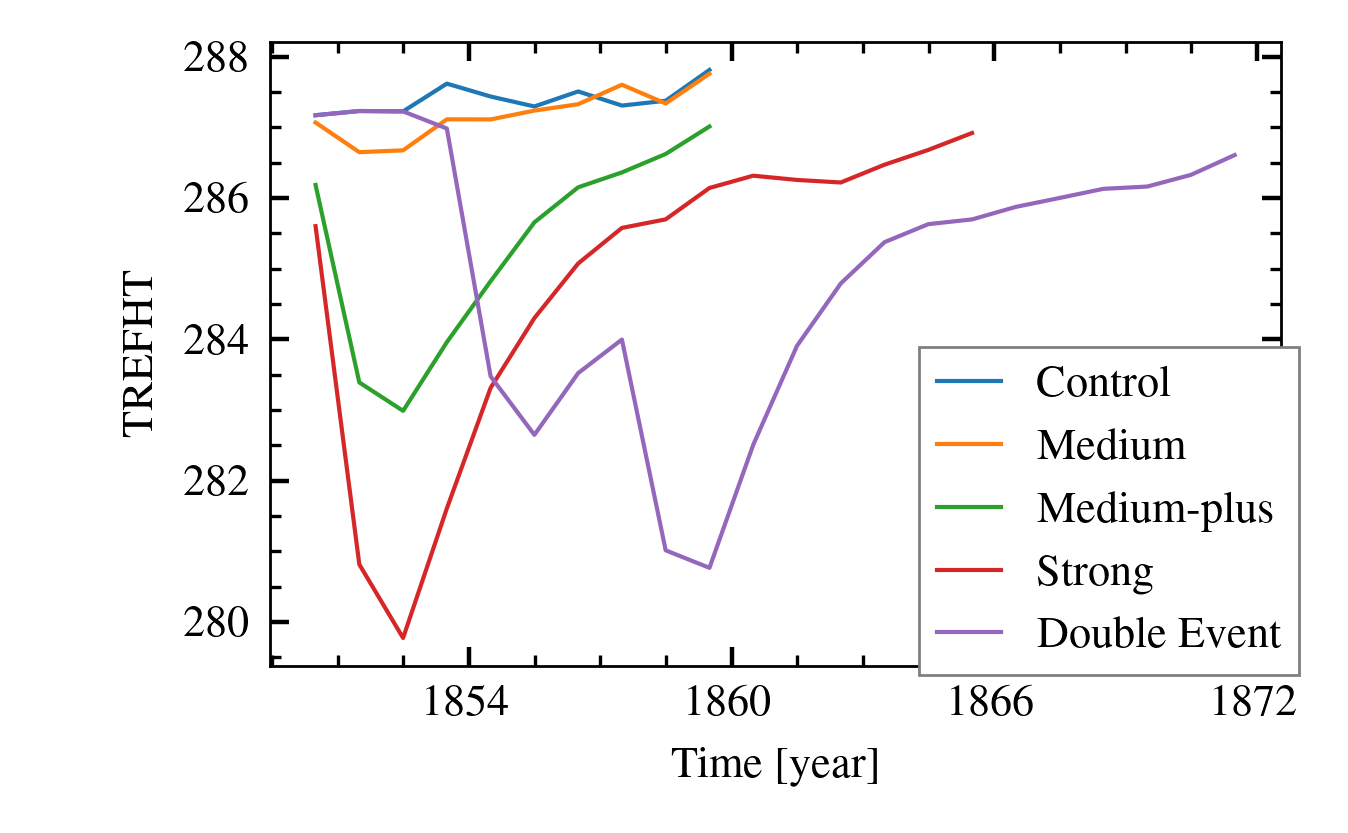 288
286
284
282
280
TREFHT
1854 1860 1866 1872
Time [year]
Control
Medium
Medium-plus
Strong
Double Event